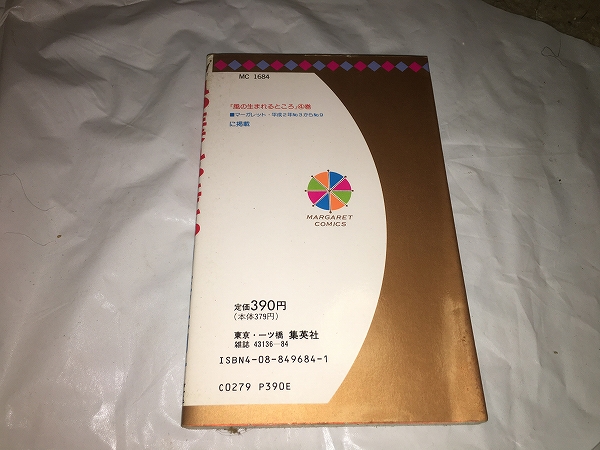 MC 1684
「風の生まれるところ」④巻
■マーガレット・平成2年№3から№9
に掲載
MARGARET
COMICS
定価390円
(本体379円)
東京・一ツ橋 集英社
雑誌 43136-84
ISBN4-08-849684-1
C0279 P390E